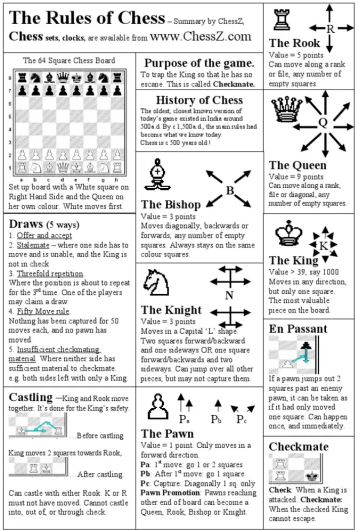 The Rules of Chess – Summary by ChessZ,
Chess sets, clocks, are available from www.ChessZ.com
The 64 Square Chess Board
8
7
6
5
4
3
2
1
a b c d e f g h
Set up board with a White square on
Right Hand Side and the Queen on
her own colour. White moves first.
Draws (5 ways)
1. Offer and accept
2. Stalemate – where one side has to
move and is unable, and the King is
not in check
3. Threefold repetition.
Where the position is about to repeat
for the 3rd time. One of the players
may claim a draw.
4. Fifty Move rule.
Nothing has been captured for 50
moves each, and no pawn has
moved.
5. Insufficient checkmating
material. Where neither side has
sufficient material to checkmate
e.g. both sides left with only a King.
Castling —King and Rook move
together. It's done for the King's safety.
Before castling.
King moves 2 squares towards Rook,
After castling.
Can castle with either Rook. K or R
must not have moved. Cannot castle
into, out of, or through check.
Purpose of the game.
To trap the King so that he has no
escape. This is called Checkmate.
History of Chess
The oldest, closest known version of
today's game existed in India around
500a.d. By c.1,500a.d., the main rules had
become what we know today.
Chess is c.500 years old!
B
The Bishop
Value = 3 points
Moves diagonally, backwards or
forwards, any number of empty
squares. Always stays on the same
colour squares.
N
The Knight
Value = 3 points
Moves in a Capital 'L' shape.
Two squares forward/backwards
and one sideways OR one square
forward/backwards and two
sideways. Can jump over all other
pieces, but may not capture them.
Pa Pb Pc
The Pawn
Value = 1 point. Only moves in a
forward direction.
Pa: 1st move: go 1 or 2 squares
Pb: After 1st move: go 1 square
Pc: Capture: Diagonally 1 sq. only
Pawn Promotion: Pawns reaching
other end of board can become a
Queen, Rook, Bishop or Knight.
R
The Rook
Value = 5 points
Can move along a rank
or file, any number of
empty squares.
Q
The Queen
Value = 9 points
Can move along a rank,
file or diagonal, any
number of empty squares.
K
The King
Value > 39, say 1000
Moves in any direction,
but only one square.
The most valuable
piece on the board.
En Passant
If a pawn jumps out 2
squares past an enemy
pawn, it can be taken as
if it had only moved
one square. Can happen
once, and immediately.
Checkmate
Check: When a King is
attacked. Checkmate:
When the checked King
cannot escape.